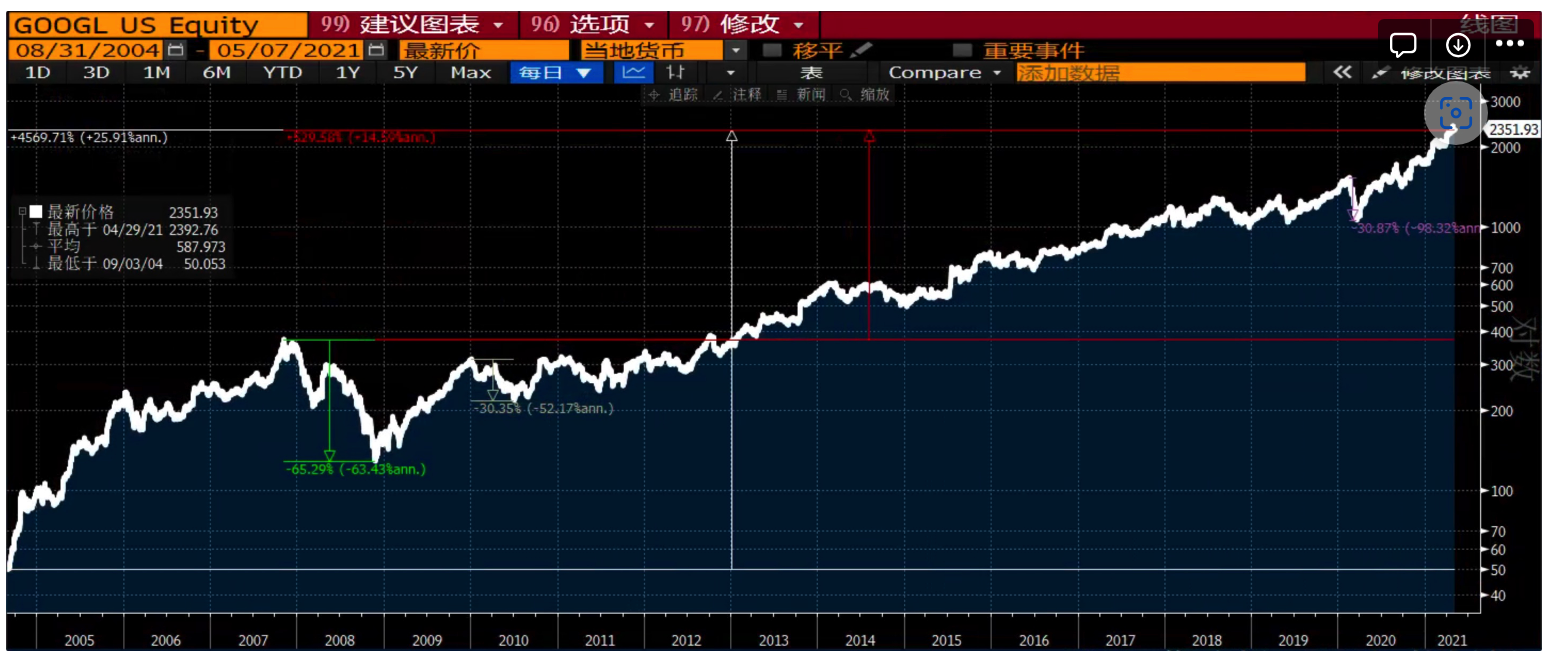 GOOGL US Equity 99) 建议图表 96) 选项 97) 修改 线图
08/31/2004 - 05/07/2021 最新价 当地货币 移平 重要事件
1D 3D 1M 6M YTD 1Y 5Y Max 每日 ▼ 表 Compare 添加数据 « 修改图表
追踪 注释 新闻 缩放
+4569.71% (+25.91%ann.)
+529.58% (+14.59%ann.)
最新价格 2351.93
最高于 04/29/21 2392.76
平均 587.973
最低于 09/03/04 50.053
-65.29% (-63.43%ann.)
-30.35% (-52.17%ann.)
-30.87% (-98.32%ann
3000
2351.93
2000
1000
700
600
500
400
300
200
100
70
60
50
40
对数
2005 2006 2007 2008 2009 2010 2011 2012 2013 2014 2015 2016 2017 2018 2019 2020 2021